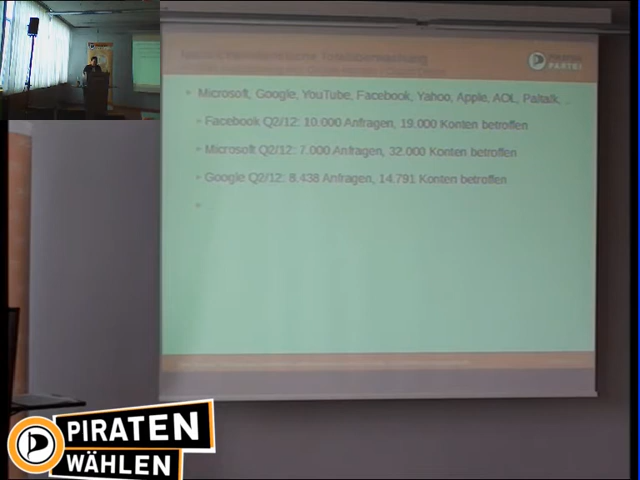 PIRATEN
PARTEI
Microsoft, Google, YouTube, Facebook, Yahoo, Apple, AOL, Paltalk, ...
Facebook Q2/12: 10.000 Anfragen, 19.000 Konten betroffen
Microsoft Q2/12: 7.000 Anfragen, 32.000 Konten betroffen
Google Q2/12: 8.438 Anfragen, 14.791 Konten betroffen
PIRATEN
WÄHLEN